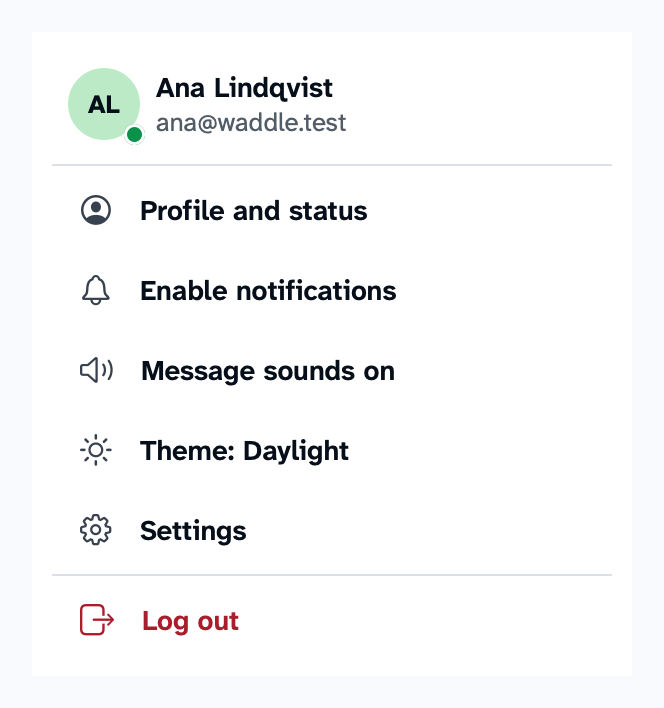 AL
Ana Lindqvist
ana@waddle.test
Profile and status
Enable notifications
Message sounds on
Theme: Daylight
Settings
Log out